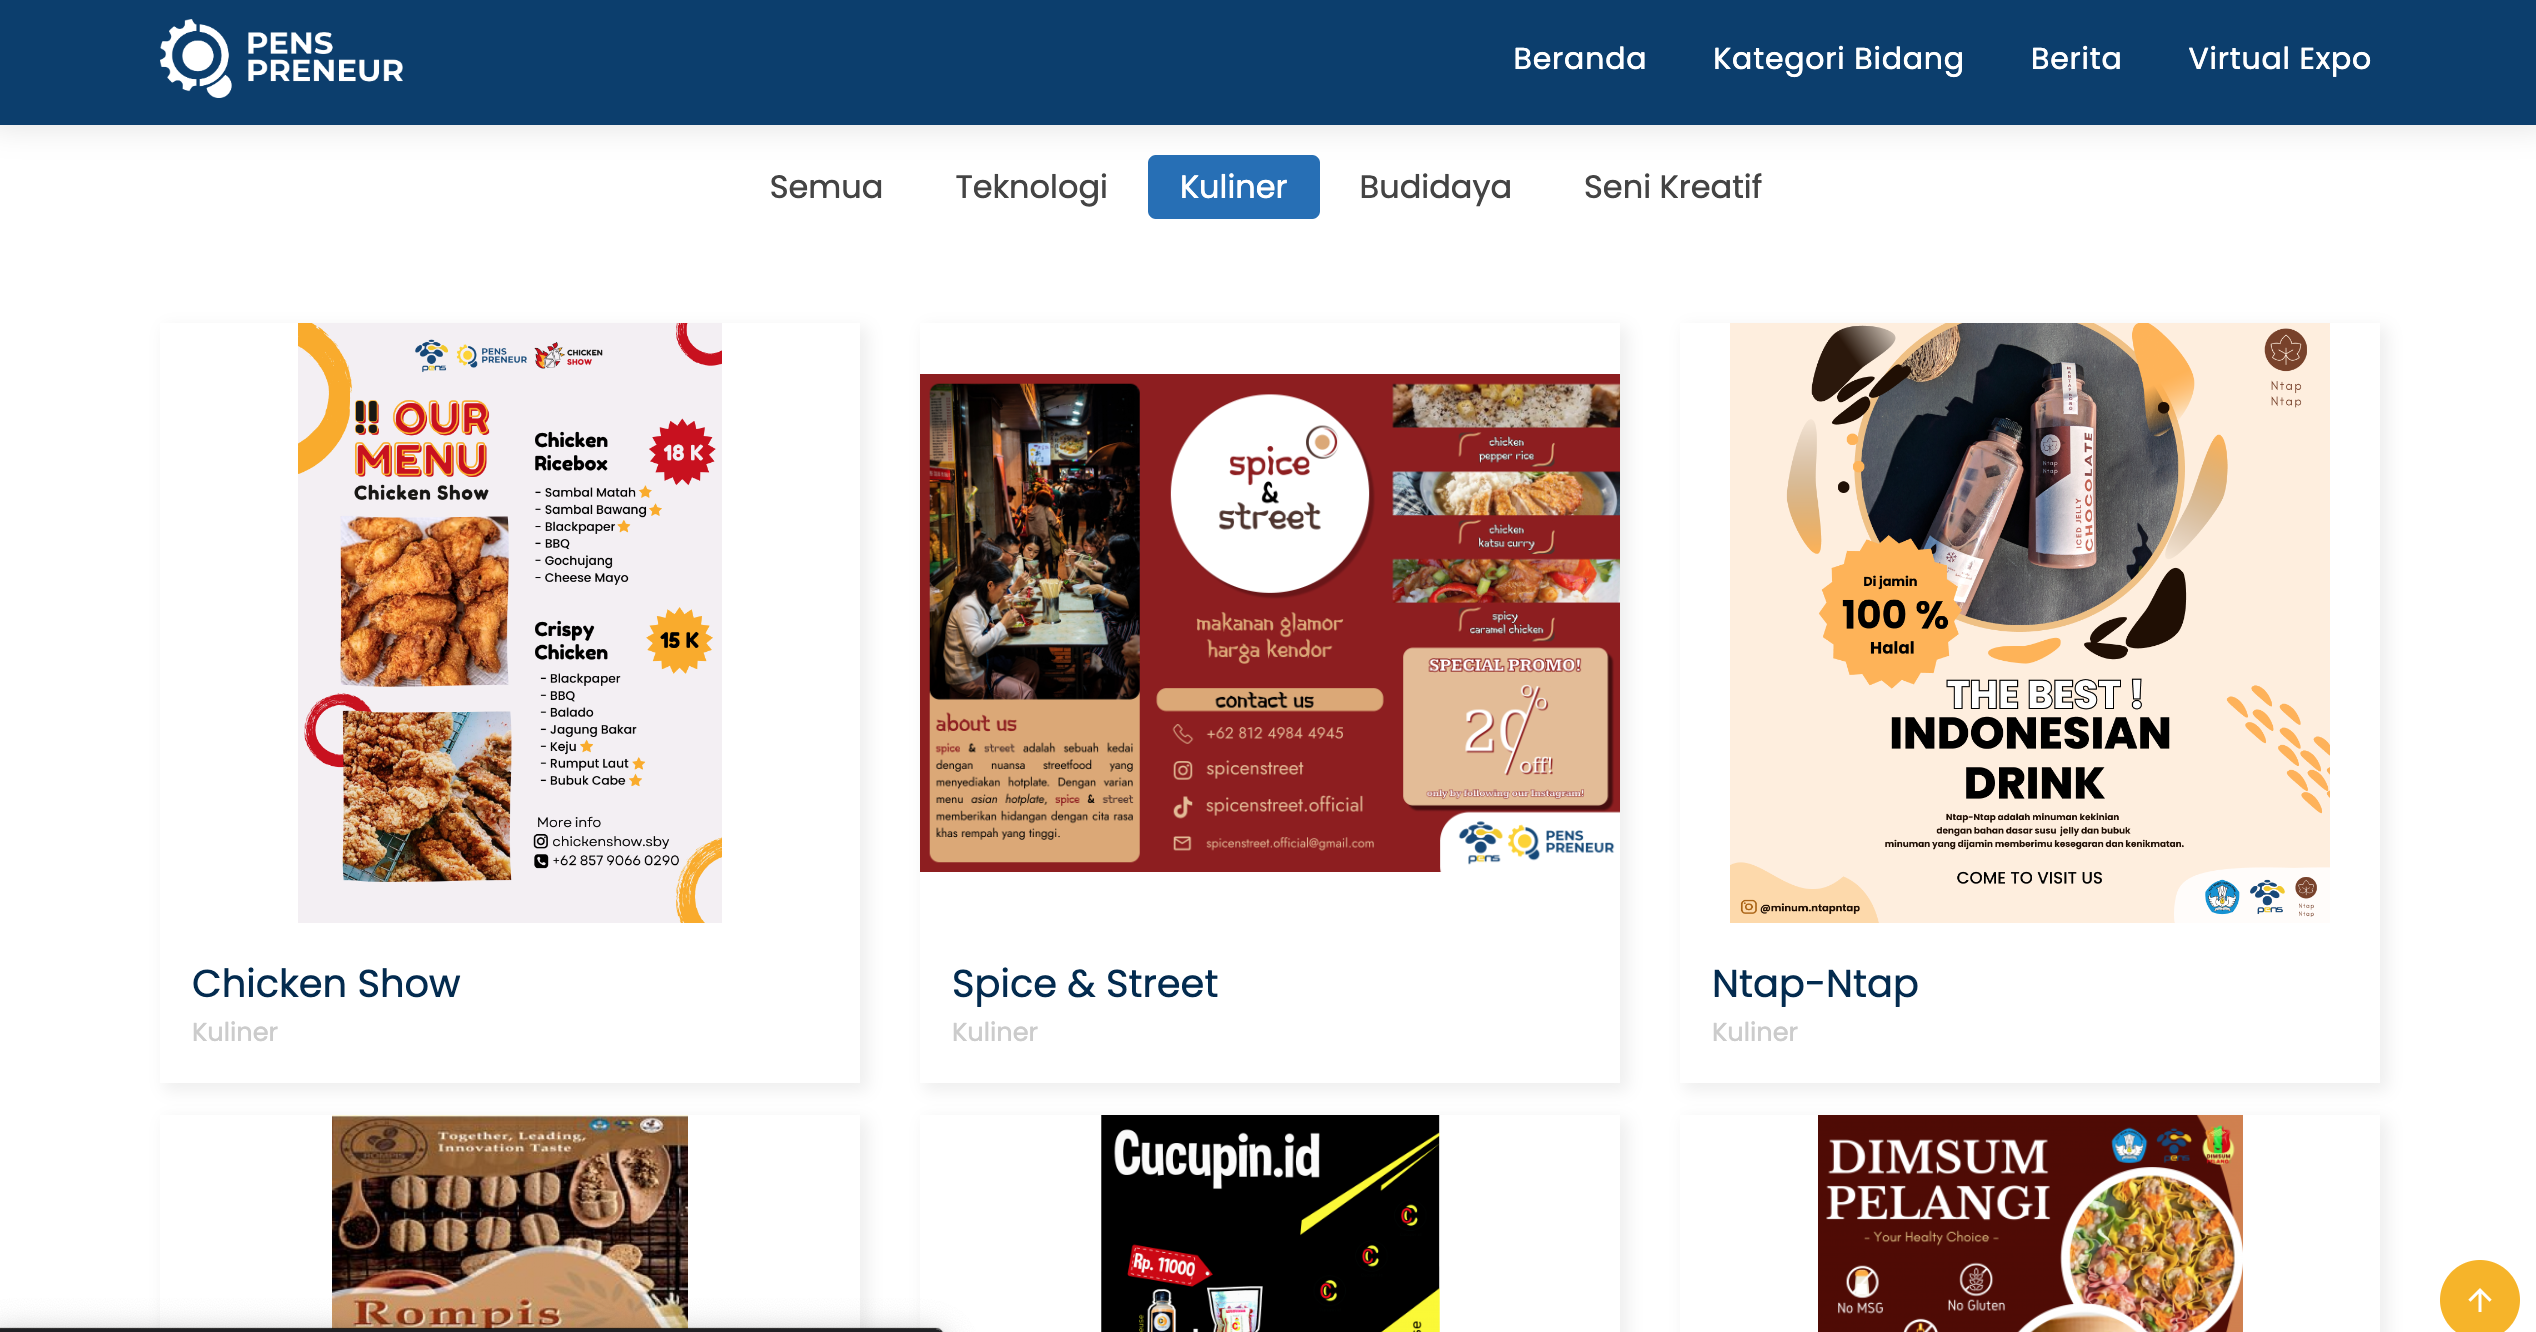 PENS
PRENEUR
Beranda
Kategori Bidang
Berita
Virtual Expo
Semua
Teknologi
Kuliner
Budidaya
Seni Kreatif
pens
PENS
PRENEUR
CHICKEN
SHOW
!! OUR
MENU
Chicken Show
Chicken
Ricebox
18 K
- Sambal Matah
- Sambal Bawang
- Blackpaper
- BBQ
- Gochujang
- Cheese Mayo
Crispy
Chicken
15 K
- Blackpaper
- BBQ
- Balado
- Jagung Bakar
- Keju
- Rumput Laut
- Bubuk Cabe
More info
chickenshow.sby
+62 857 9066 0290
Chicken Show
Kuliner
spice
&
street
makanan glamor
harga kendor
contact us
+62 812 4984 4945
spicenstreet
spicenstreet.official
spicenstreet.official@gmail.com
about us
spice & street adalah sebuah kedai
dengan nuansa streetfood yang
menyediakan hotplate. Dengan varian
menu asian hotplate, spice & street
memberikan hidangan dengan cita rasa
khas rempah yang tinggi.
chicken
pepper rice
chicken
katsu curry
spicy
caramel chicken
SPECIAL PROMO!
20%
off!
only by following our Instagram!
pens
PENS
PRENEUR
Spice & Street
Kuliner
Ntap
Ntap
ICED JELLY
CHOCOLATE
Di jamin
100 %
Halal
THE BEST !
INDONESIAN
DRINK
Ntap-Ntap adalah minuman kekinian
dengan bahan dasar susu jelly dan bubuk
minuman yang dijamin memberimu kesegaran dan kenikmatan.
COME TO VISIT US
@minum.ntapntap
pens
Ntap
Ntap
Ntap-Ntap
Kuliner
ROMPIS
Together, Leading,
Innovation Taste
Rompis
Cucupin.id
Rp. 11000
DIMSUM
PELANGI
- Your Healty Choice -
No MSG
No Gluten